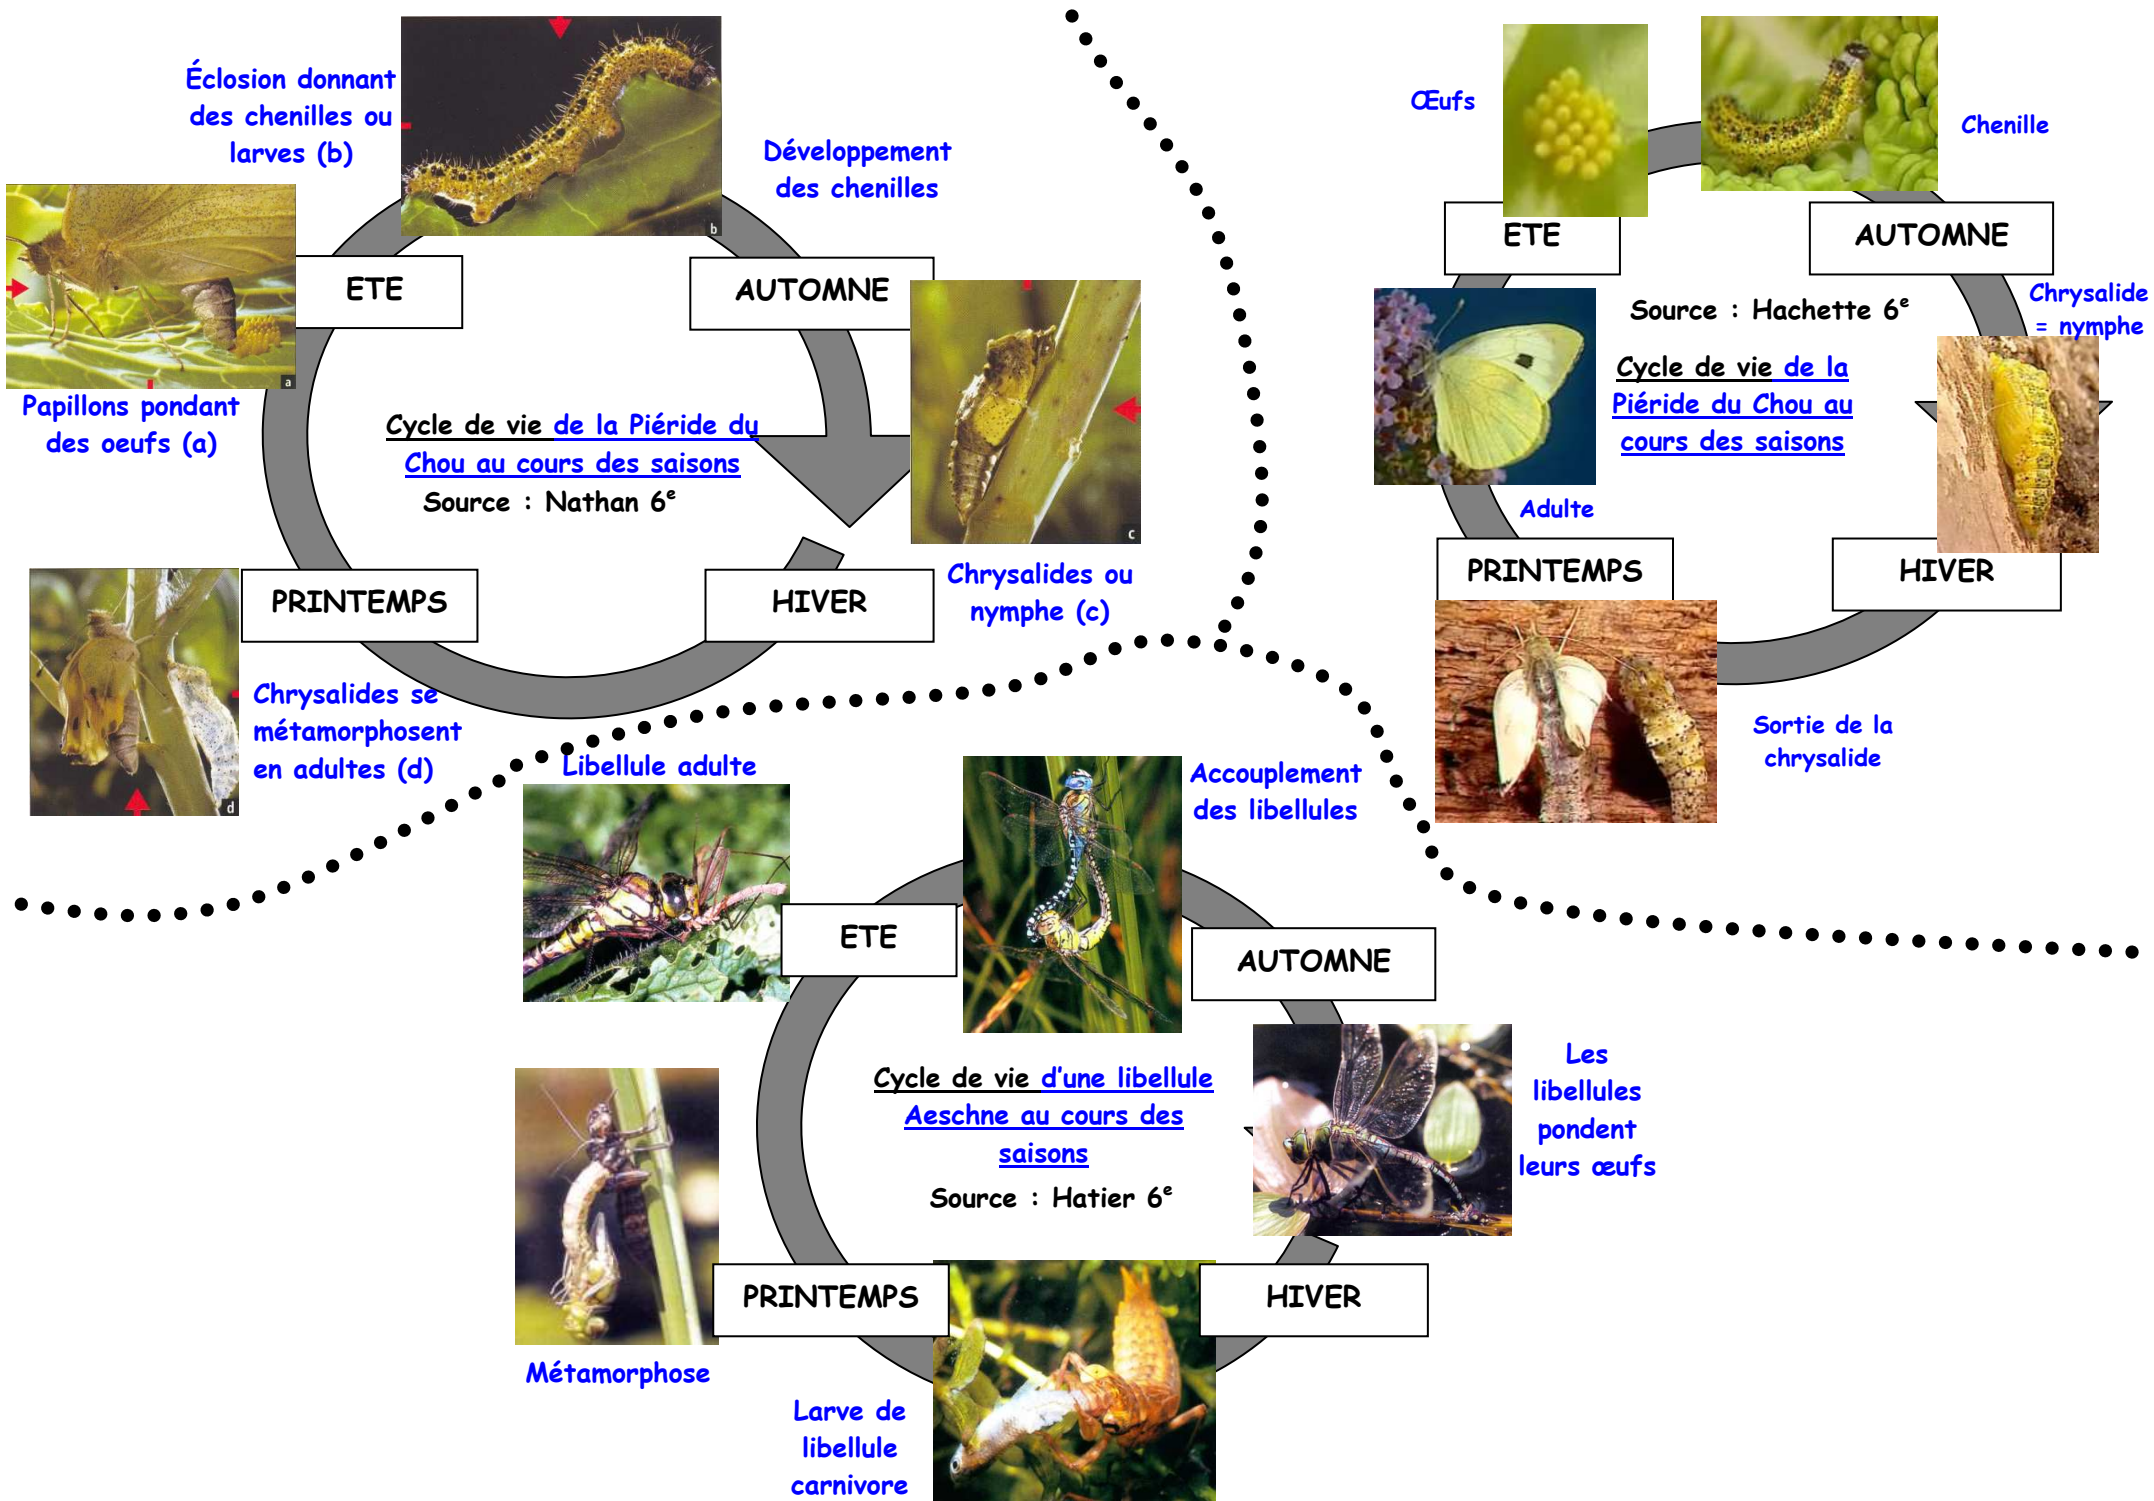 Éclosion donnant
des chenilles ou
larves (b)
Développement
des chenilles
b
ETE
AUTOMNE
a
Papillons pondant
des oeufs (a)
Cycle de vie de la Piéride du
Chou au cours des saisons
Source : Nathan 6e
c
Chrysalides ou
nymphe (c)
PRINTEMPS
HIVER
Chrysalides se
métamorphosent
en adultes (d)
d
Œufs
Chenille
ETE
AUTOMNE
Source : Hachette 6e
Chrysalide
= nymphe
Cycle de vie de la
Piéride du Chou au
cours des saisons
Adulte
PRINTEMPS
HIVER
Sortie de la
chrysalide
Libellule adulte
Accouplement
des libellules
ETE
AUTOMNE
Cycle de vie d'une libellule
Aeschne au cours des
saisons
Source : Hatier 6e
Les
libellules
pondent
leurs œufs
PRINTEMPS
HIVER
Métamorphose
Larve de
libellule
carnivore